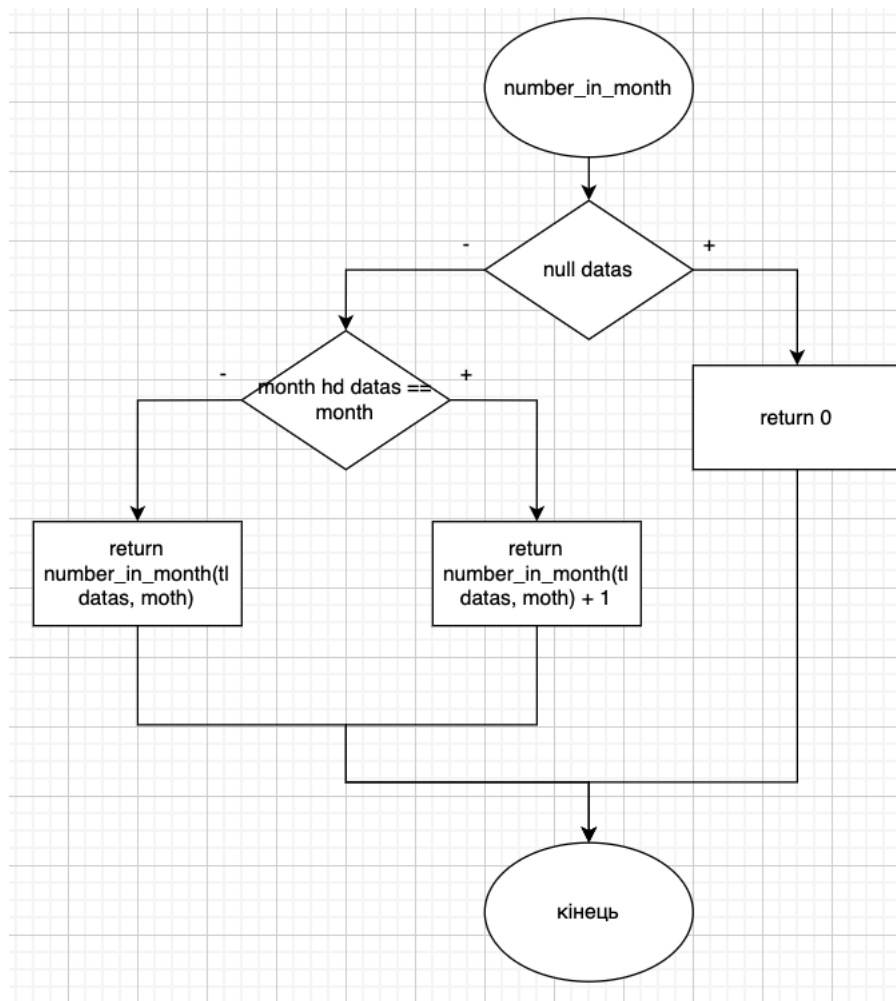 number_in_month
-
+
null datas
-
+
month hd datas ==
month
return 0
return
number_in_month(tl
datas, moth)
return
number_in_month(tl
datas, moth) + 1
кінець